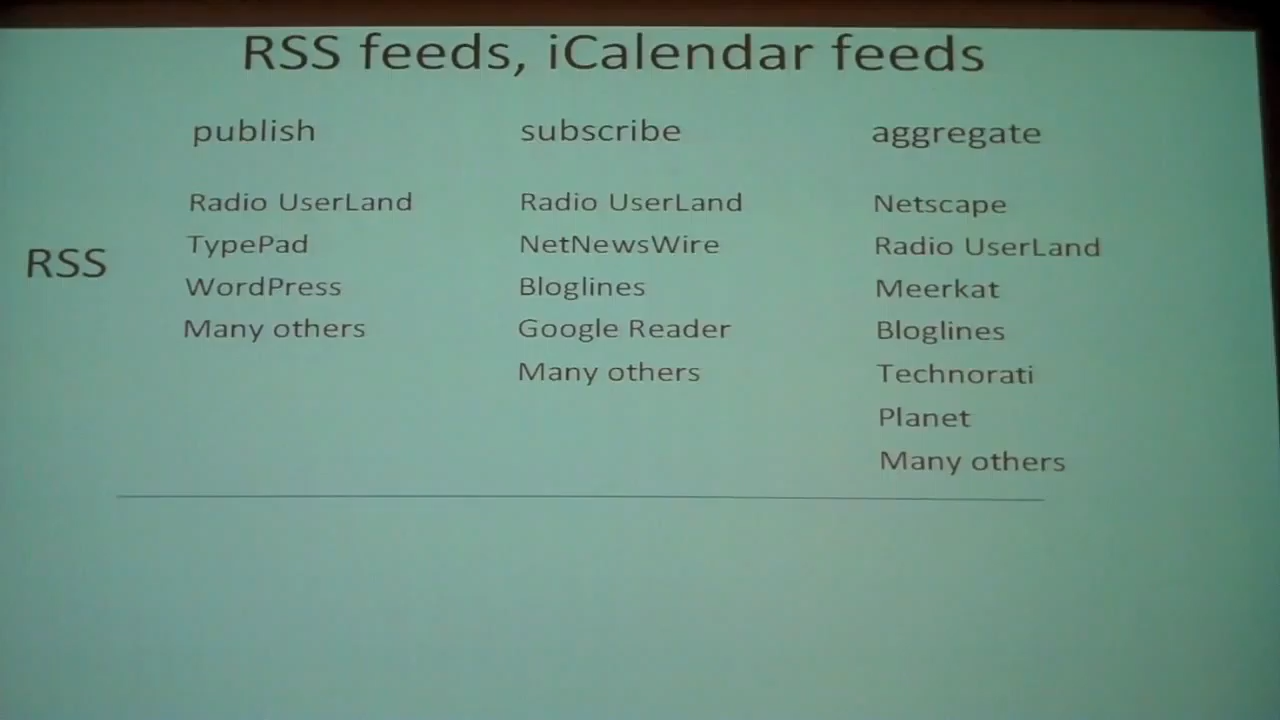 RSS feeds, iCalendar feeds
publish subscribe aggregate
RSS
Radio UserLand
TypePad
WordPress
Many others
Radio UserLand
NetNewsWire
Bloglines
Google Reader
Many others
Netscape
Radio UserLand
Meerkat
Bloglines
Technorati
Planet
Many others